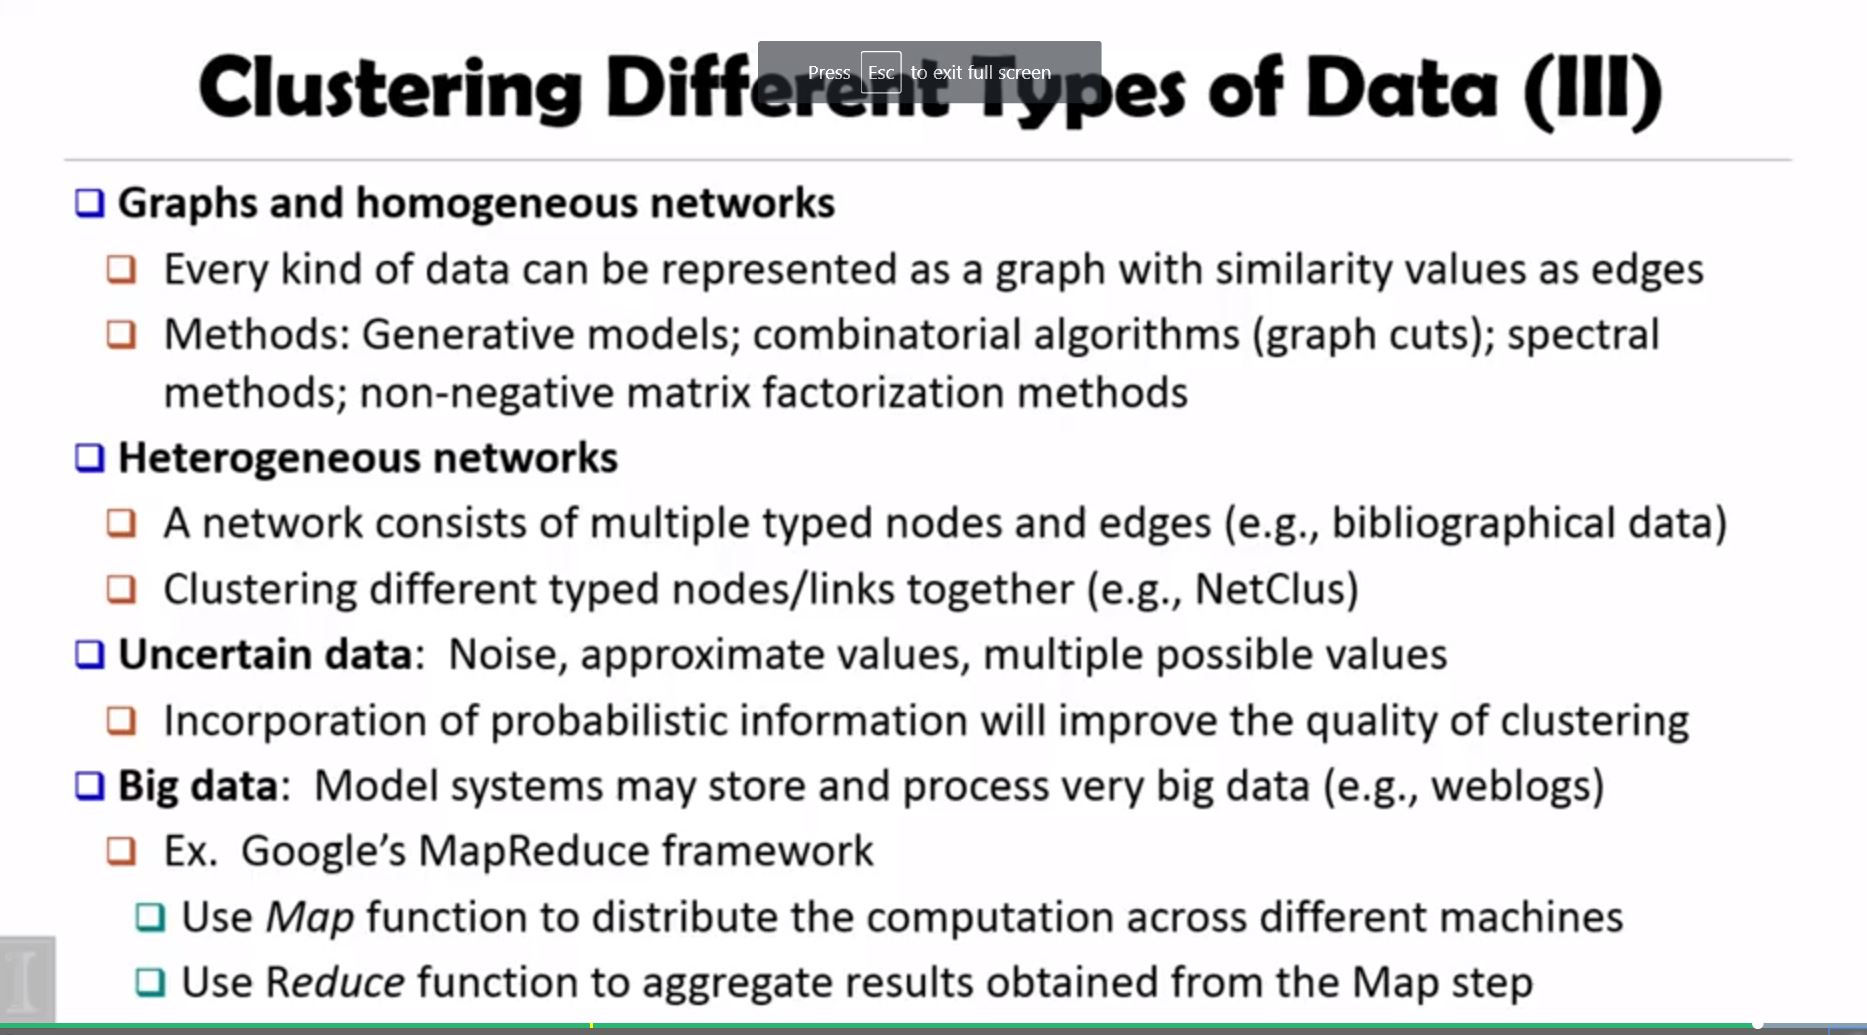 Clustering Different Types of Data (III)
Press Esc to exit full screen
Graphs and homogeneous networks
Every kind of data can be represented as a graph with similarity values as edges
Methods: Generative models; combinatorial algorithms (graph cuts); spectral
methods; non-negative matrix factorization methods
Heterogeneous networks
A network consists of multiple typed nodes and edges (e.g., bibliographical data)
Clustering different typed nodes/links together (e.g., NetClus)
Uncertain data: Noise, approximate values, multiple possible values
Incorporation of probabilistic information will improve the quality of clustering
Big data: Model systems may store and process very big data (e.g., weblogs)
Ex. Google's MapReduce framework
Use Map function to distribute the computation across different machines
Use Reduce function to aggregate results obtained from the Map step
I